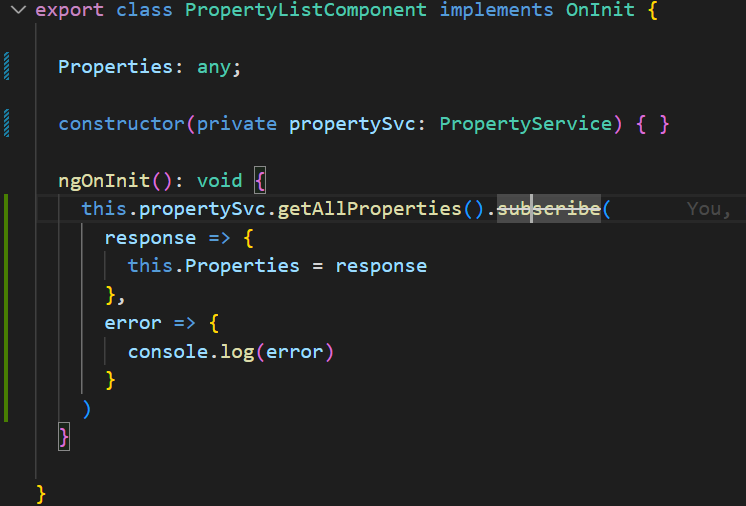 export class PropertyListComponent implements OnInit {
Properties: any;
constructor(private propertySvc: PropertyService) { }
ngOnInit(): void {
this.propertySvc.getAllProperties().subscribe( You,
response => {
this.Properties = response
},
error => {
console.log(error)
}
)
}
}